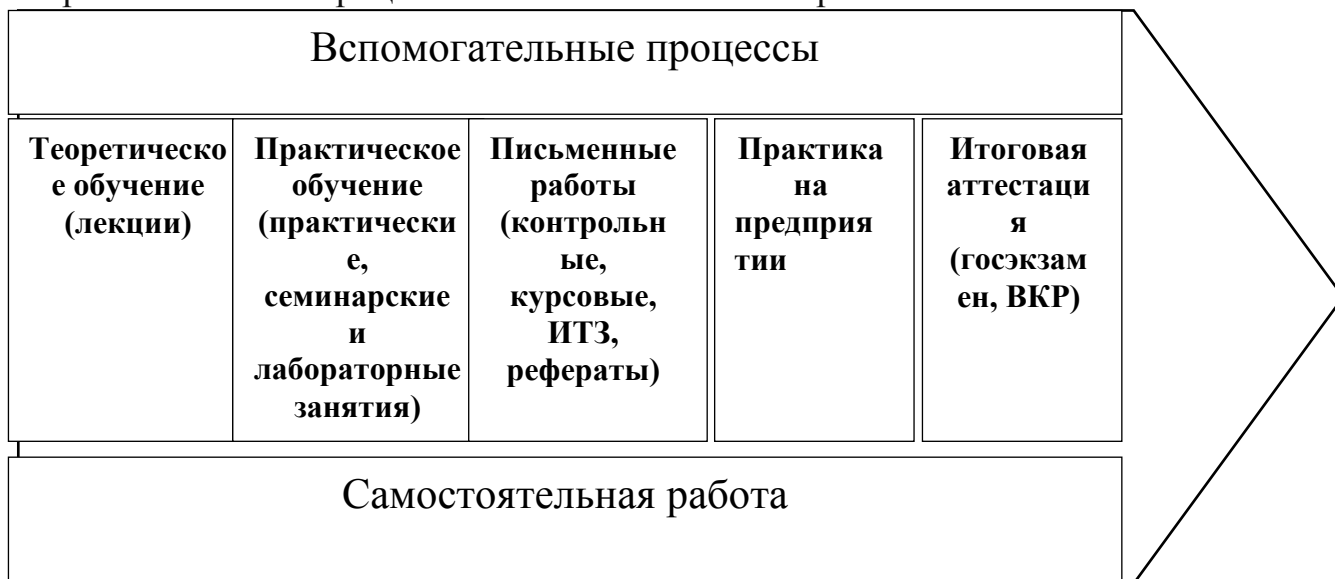 Вспомогательные процессы
Теоретическо
е обучение
(лекции)
Практическое
обучение
(практически
е,
семинарские
и
лабораторные
занятия)
Письменные
работы
(контрольн
ые,
курсовые,
ИТЗ,
рефераты)
Практика
на
предприя
тии
Итоговая
аттестаци
я
(госэкзам
ен, ВКР)
Самостоятельная работа